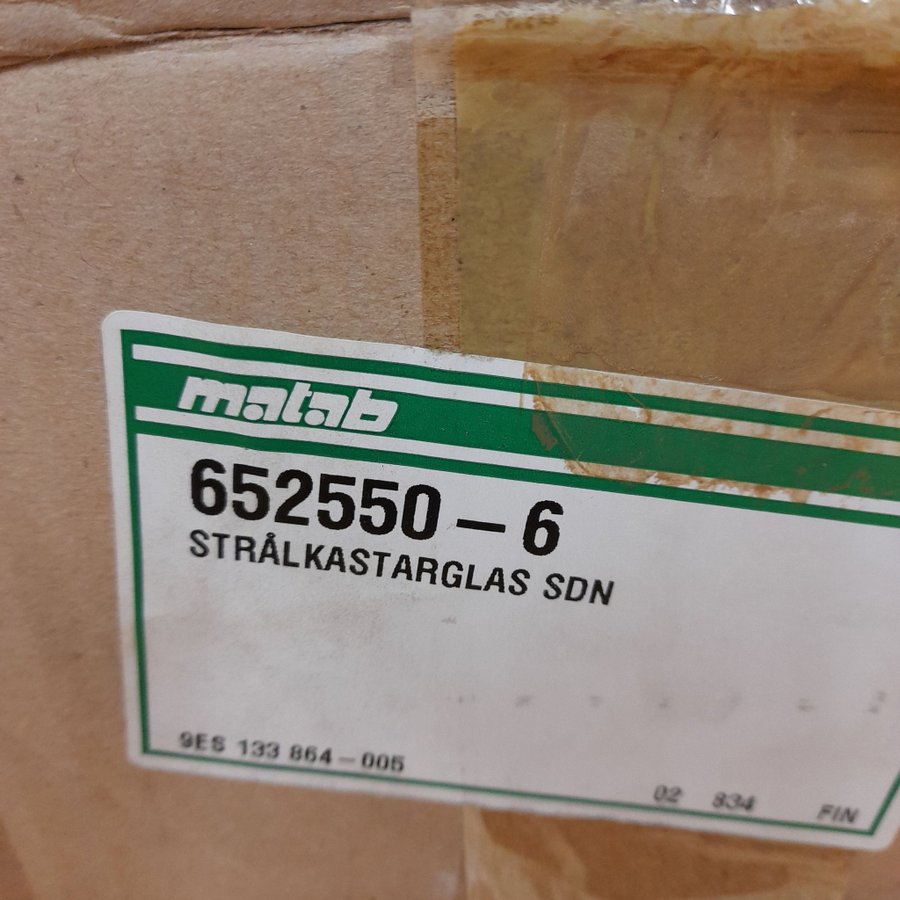 matab
652550-6
STRÅLKASTARGLAS SDN
9ES 133 864-005
02 834 FIN